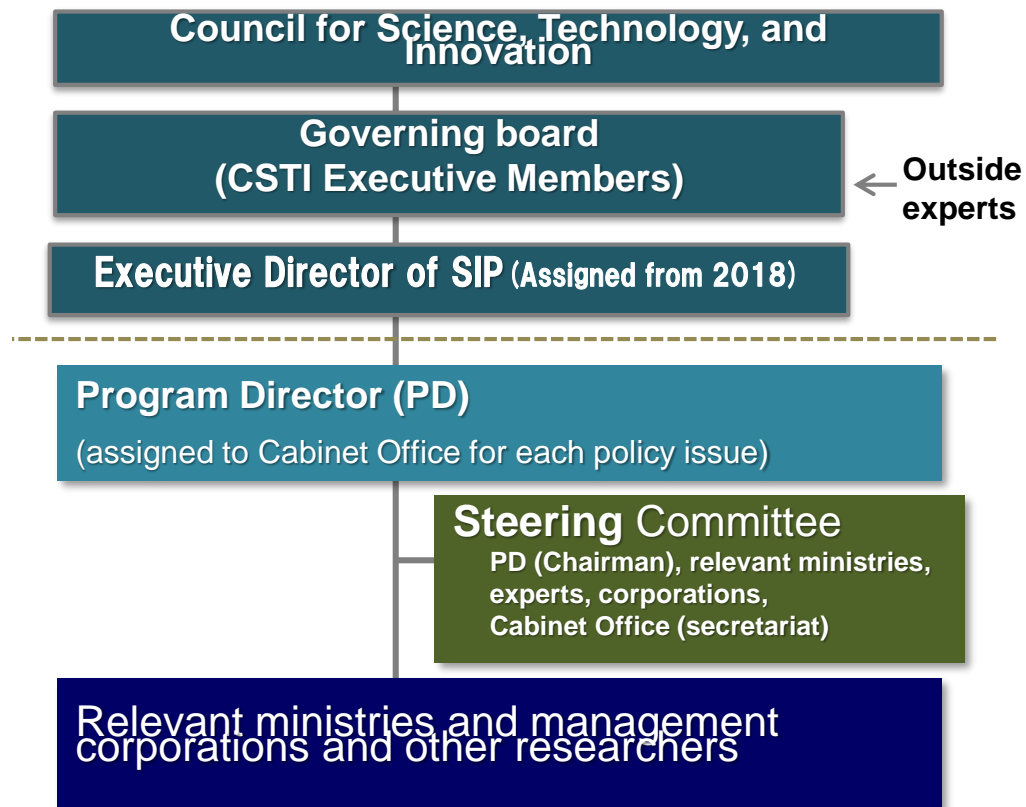 Council for Science, Technology, and
Innovation
Governing board
(CSTI Executive Members)
Outside
experts
Executive Director of SIP (Assigned from 2018)
Program Director (PD)
(assigned to Cabinet Office for each policy issue)
Steering Committee
PD (Chairman), relevant ministries,
experts, corporations,
Cabinet Office (secretariat)
Relevant ministries and management
corporations and other researchers